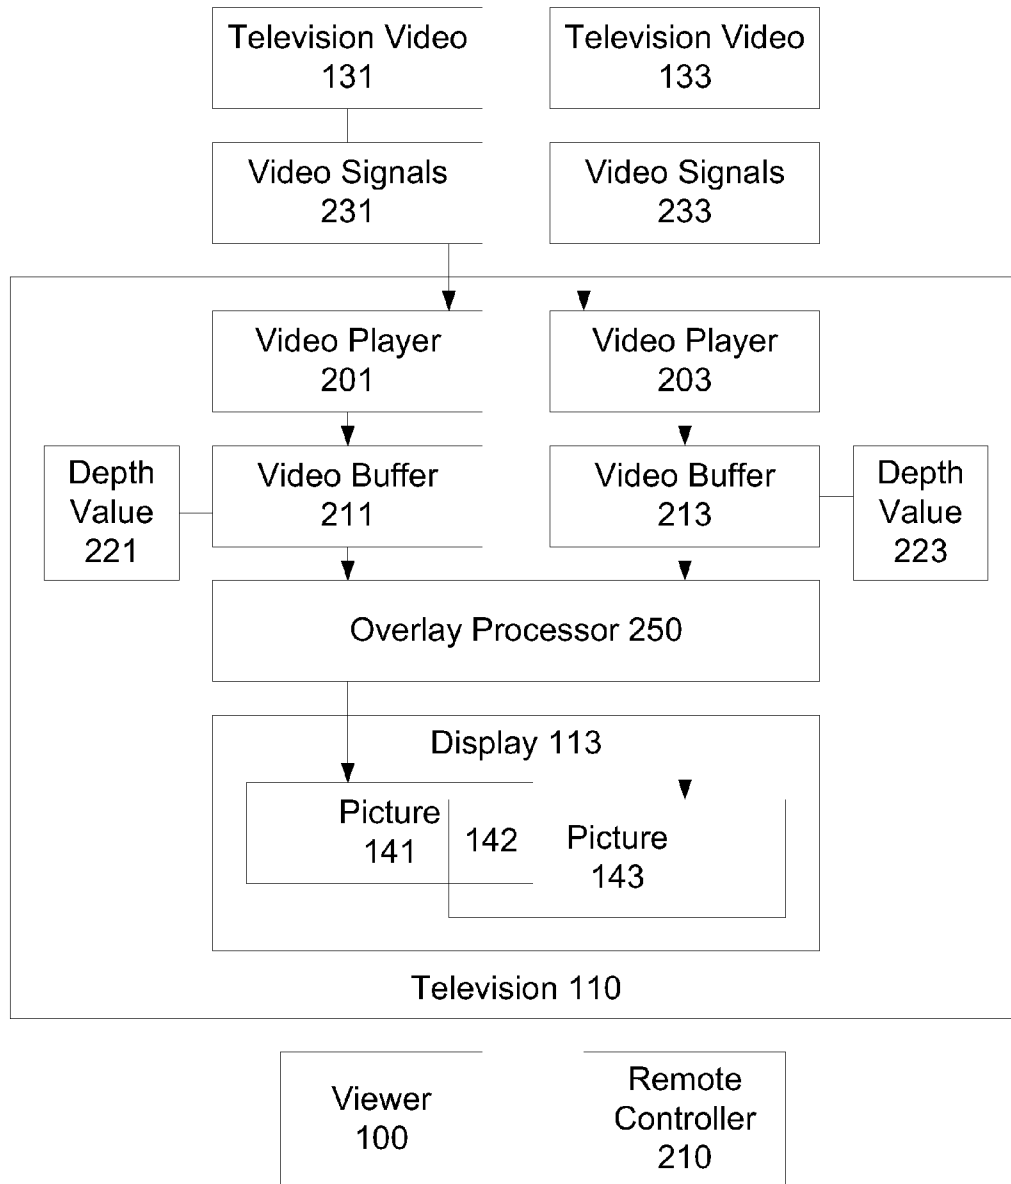 Television Video
131
Television Video
133
Video Signals
231
Video Signals
233
Video Player
201
Video Player
203
Depth
Value
221
Video Buffer
211
Video Buffer
213
Depth
Value
223
Overlay Processor 250
Display 113
Picture
141
142
Picture
143
Television 110
Viewer
100
Remote
Controller
210